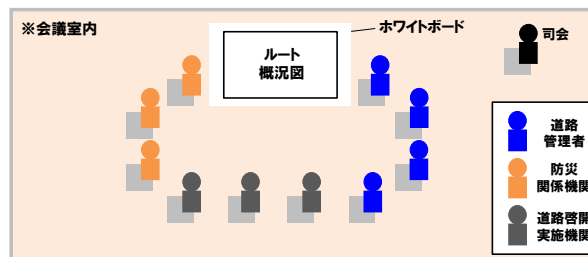 ※会議室内
ホワイトボード
司会
ルート
概況図
道路
管理者
防災
関係機関
道路啓開
実施機関